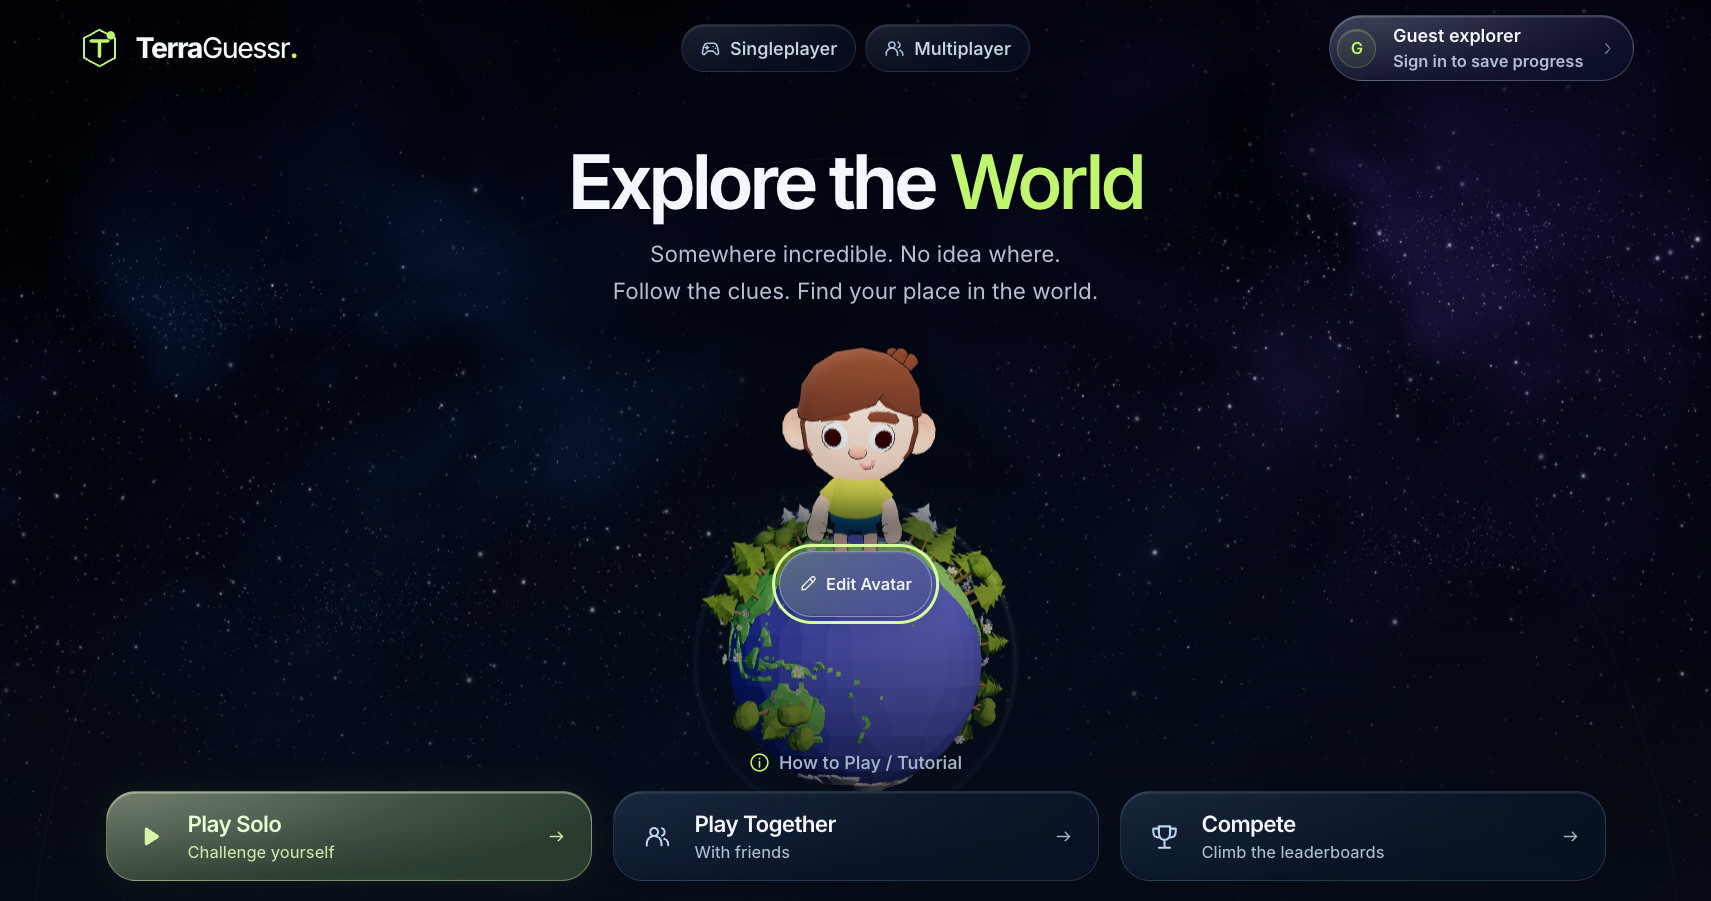 TerraGuessr.
Singleplayer
Multiplayer
G
Guest explorer
Sign in to save progress
Explore the World
Somewhere incredible. No idea where.
Follow the clues. Find your place in the world.
Edit Avatar
How to Play / Tutorial
Play Solo
Challenge yourself
Play Together
With friends
Compete
Climb the leaderboards